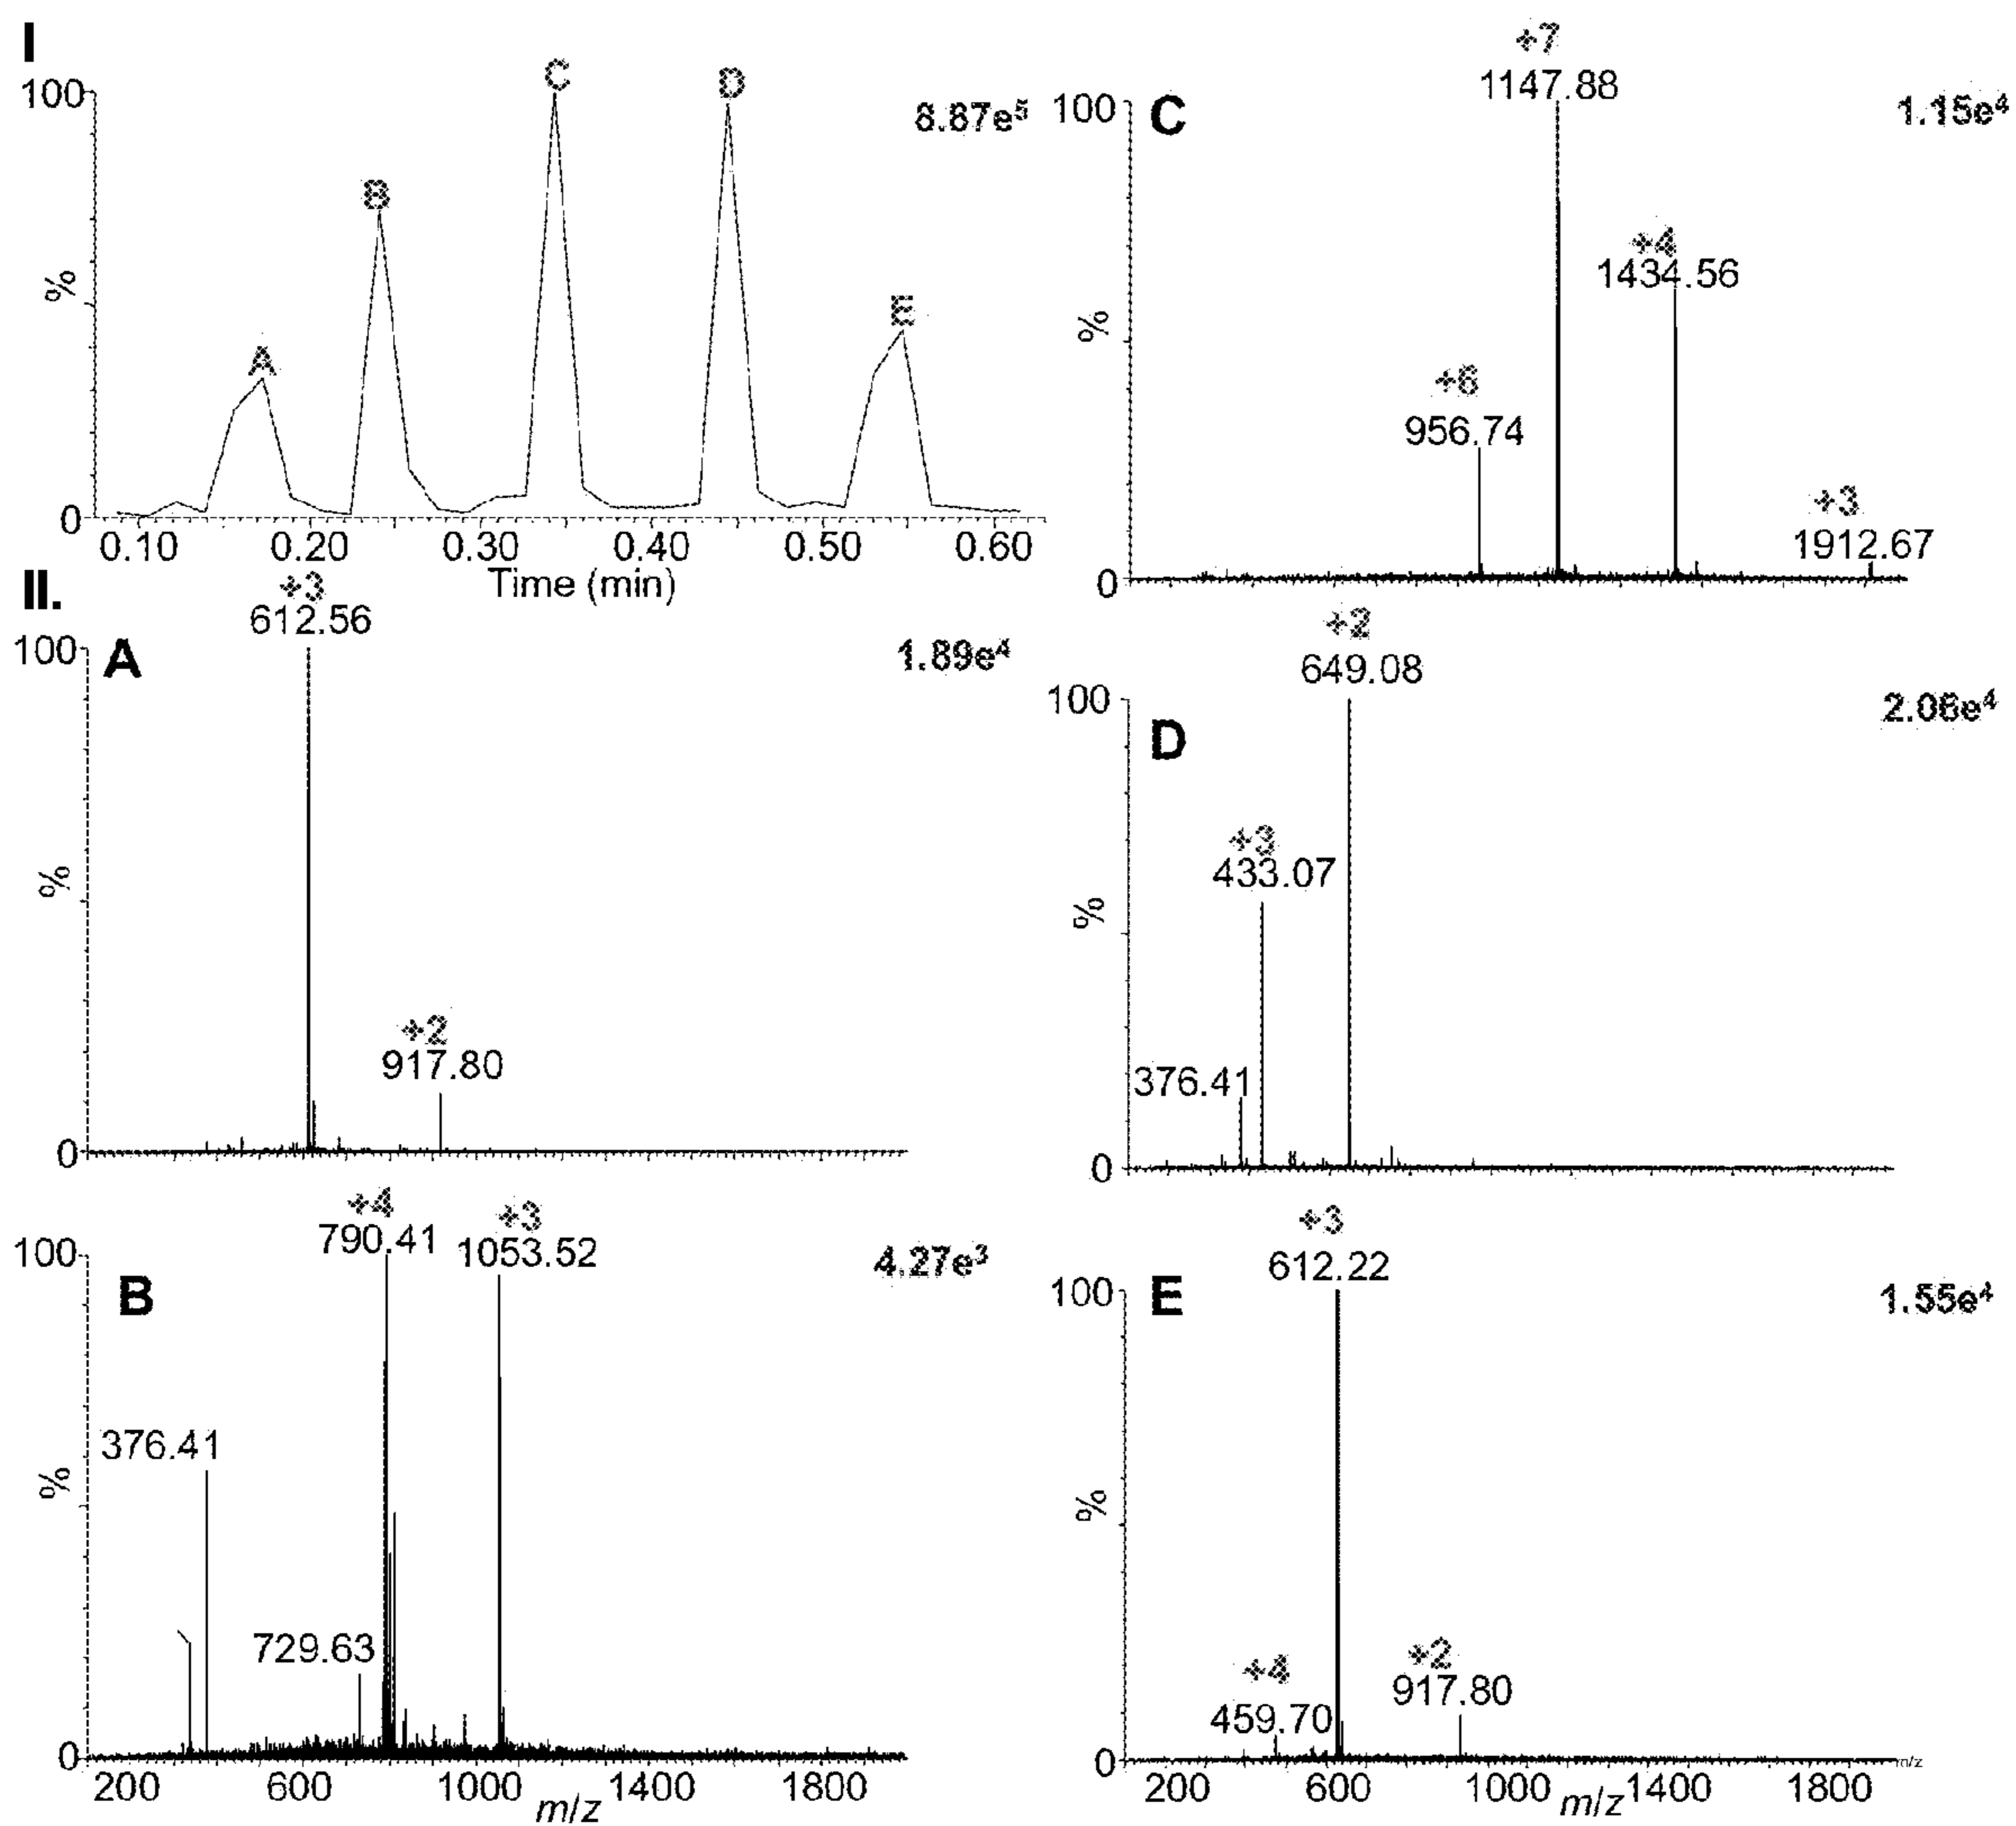 I
100
%
0
A
B
C
D
E
8.87e⁵
0.10 0.20 0.30 0.40 0.50 0.60
Time (min)
II.
+3
612.56
100
A
1.89e⁴
%
+2
917.80
0
+4
790.41
+3
1053.52
100
B
4.27e³
376.41
%
729.63
0
200 600 1000 1400 1800
m/z
+7
1147.88
100
C
1.15e⁴
+4
1434.56
%
+6
956.74
+3
1912.67
0
+2
649.08
100
D
2.06e⁴
+3
433.07
%
376.41
0
+3
612.22
100
E
1.55e⁴
%
+4
459.70
+2
917.80
0
m/z
200 600 1000 1400 1800
m/z